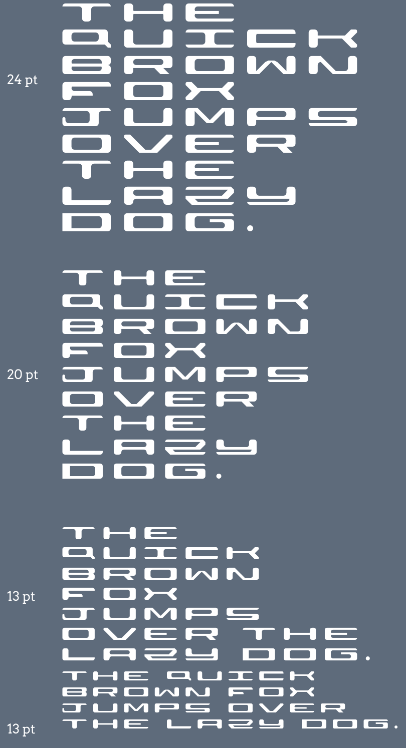 THE
QUICK
BROWN
24 pt
FOX
JUMPS
OVER
THE
LAZY
DOG.
THE
QUICK
BROWN
FOX
20 pt
JUMPS
OVER
THE
LAZY
DOG.
THE
QUICK
BROWN
13 pt
FOX
JUMPS
OVER THE
LAZY DOG.
THE QUICK
BROWN FOX
JUMPS OVER
13 pt
THE LAZY DOG.